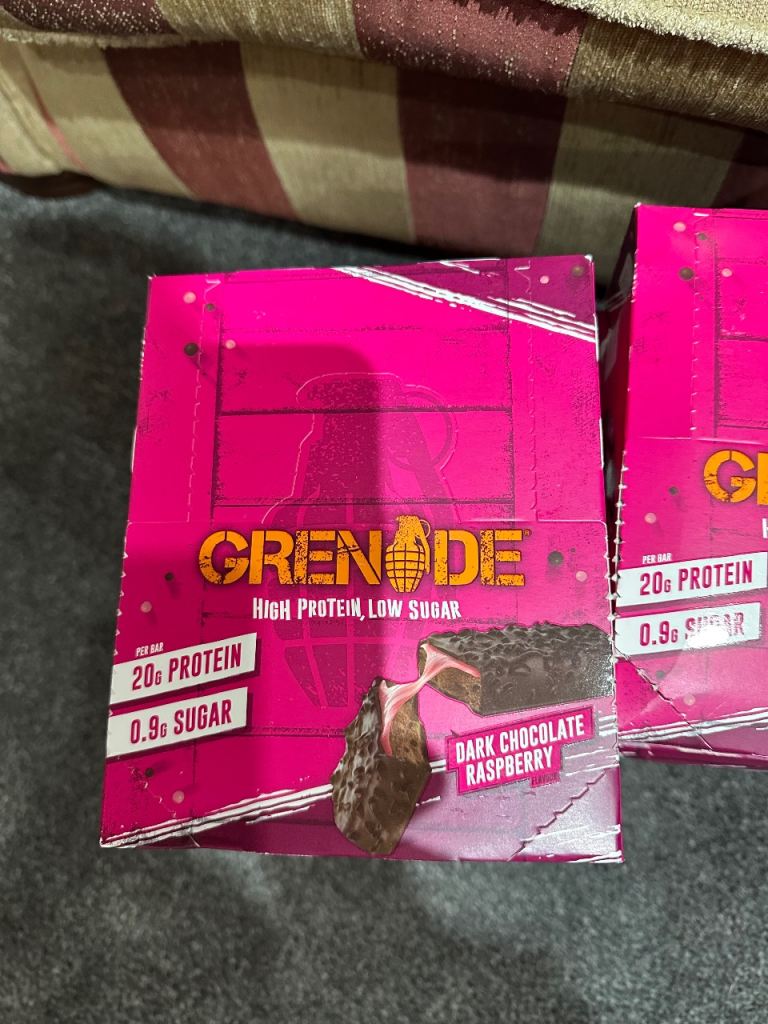 GRENADE
HIGH PROTEIN, LOW SUGAR
PER BAR
20G PROTEIN
0.9G SUGAR
DARK CHOCOLATE
RASPBERRY
FLAVOUR
PER BAR
20G PROTEIN
0.9G SUGAR